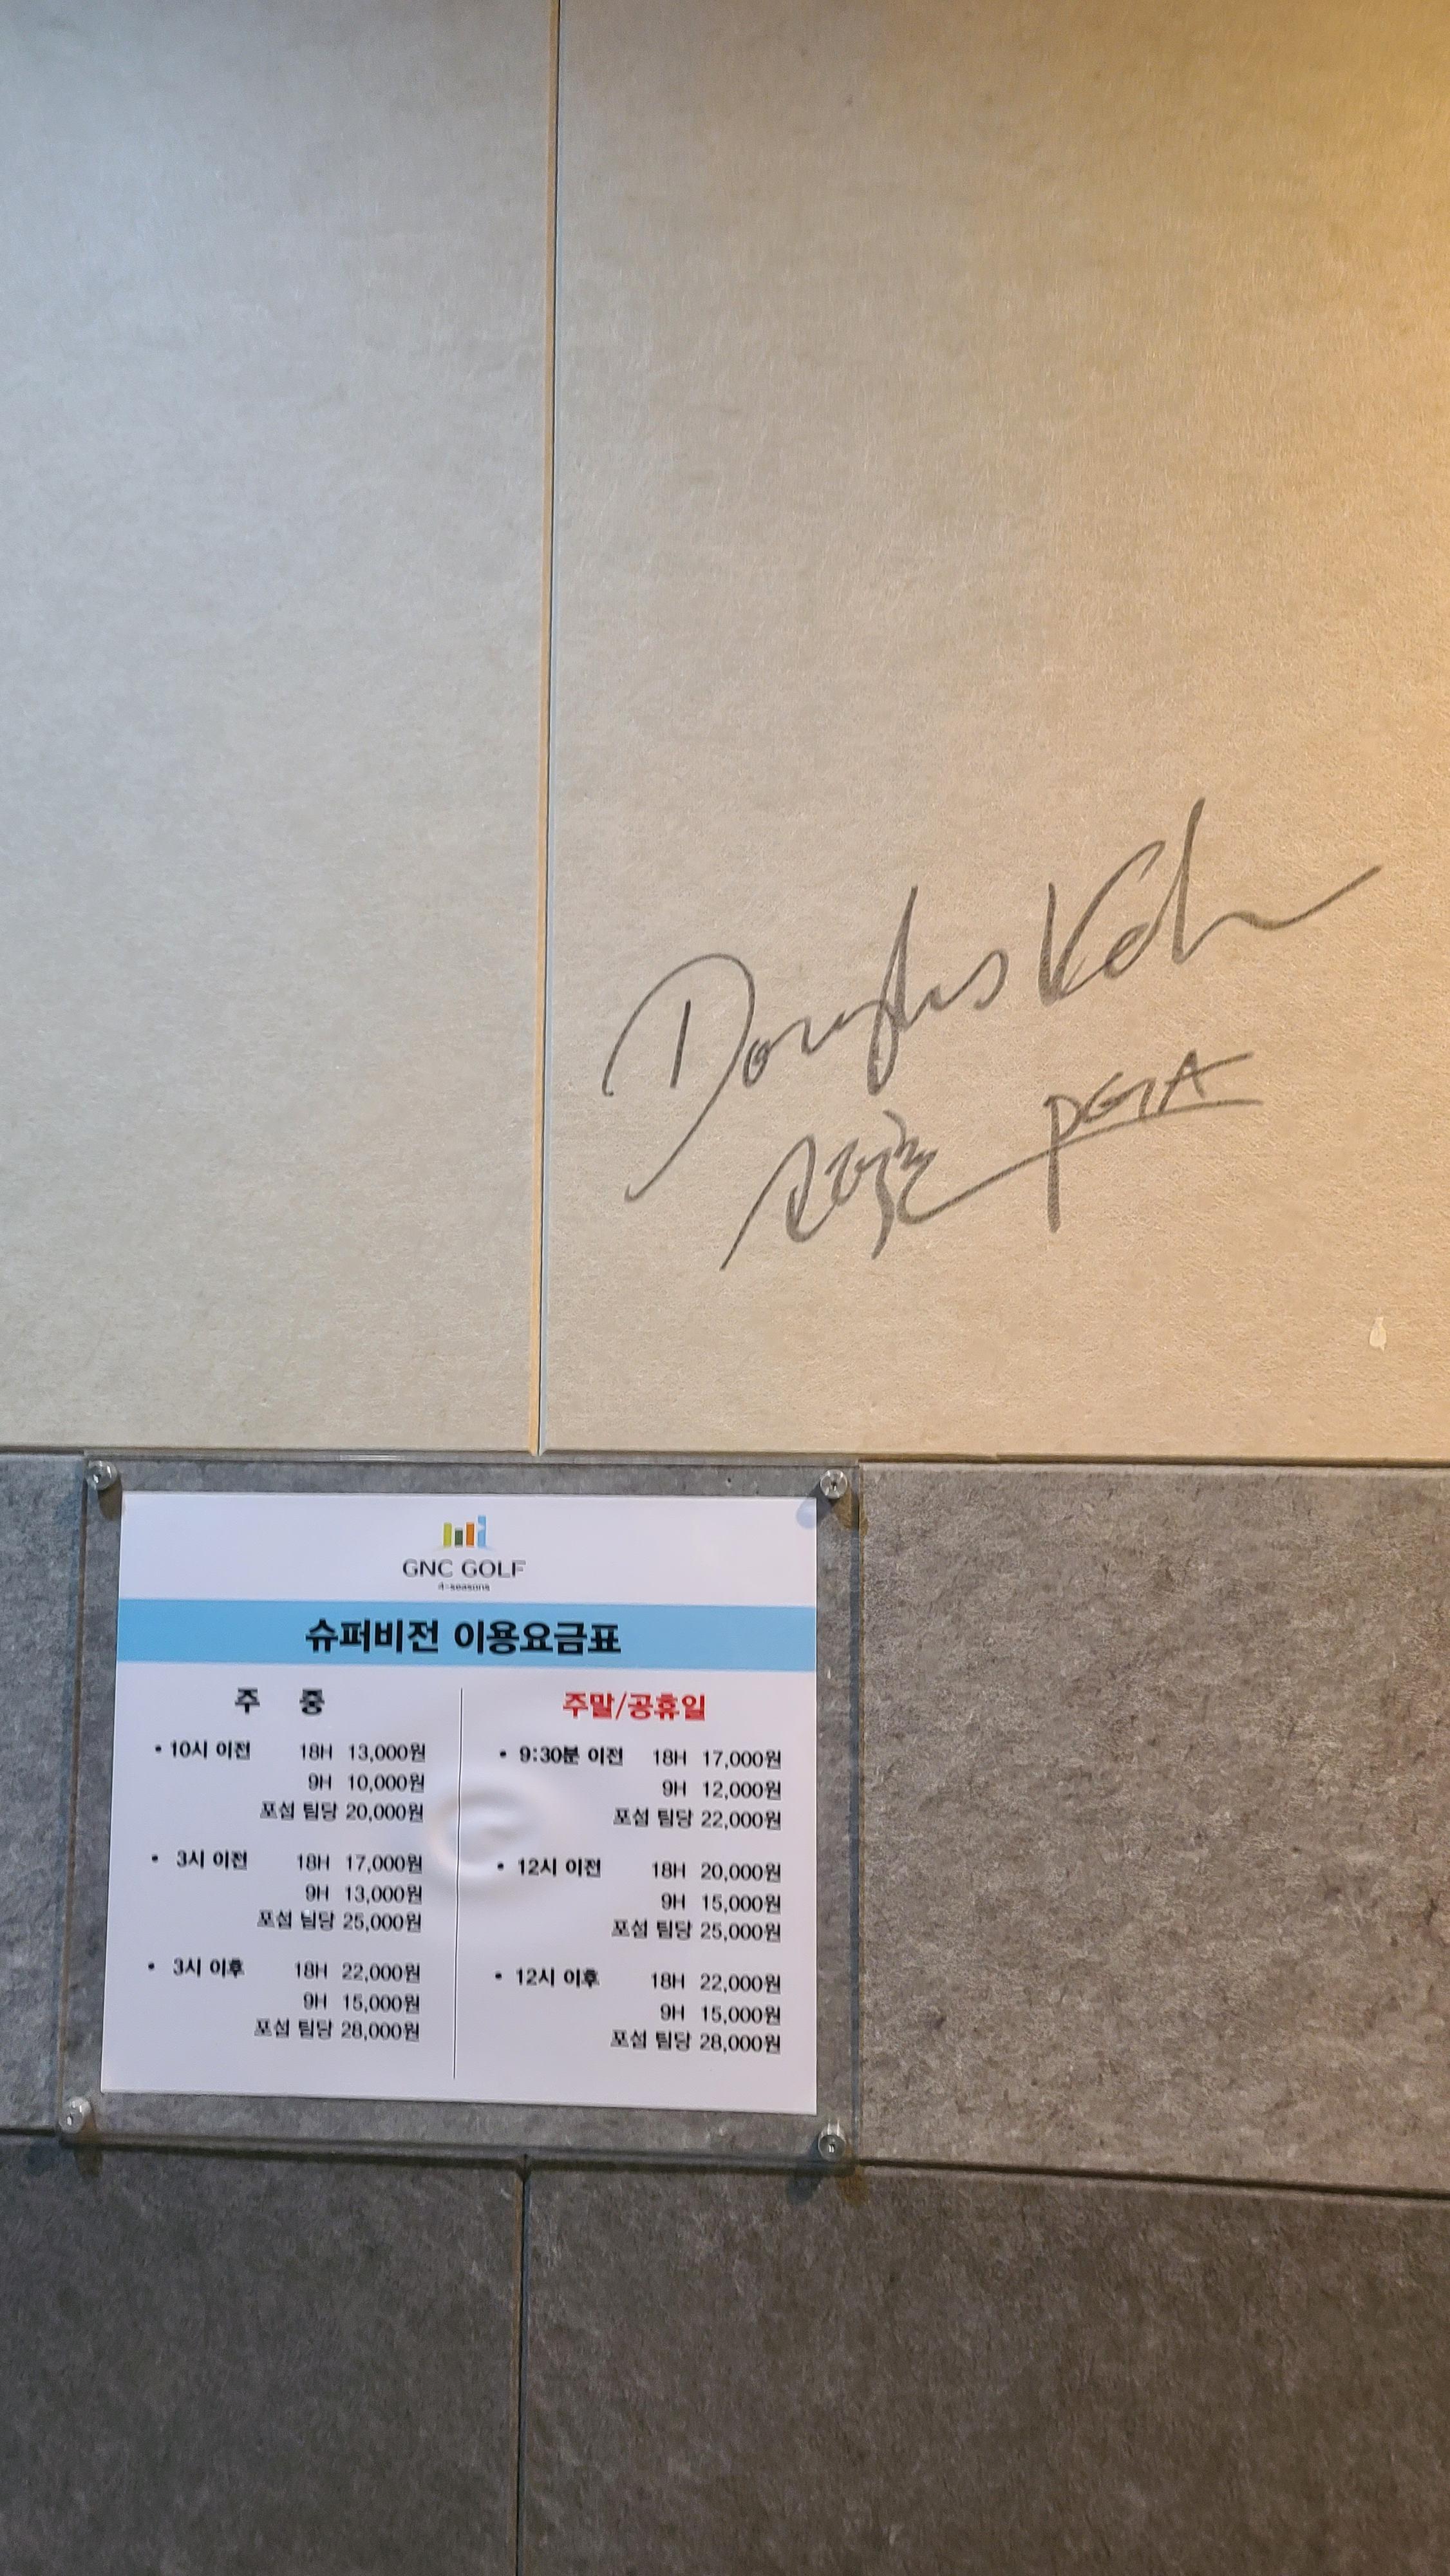 Douglas Koh
PGA
GNC GOLF
4-seasons
슈퍼비전 이용요금표
주 중
• 10시 이전 18H 13,000원
9H 10,000원
포섬 팀당 20,000원
• 3시 이전 18H 17,000원
9H 13,000원
포섬 팀당 25,000원
• 3시 이후 18H 22,000원
9H 15,000원
포섬 팀당 28,000원
주말/공휴일
• 9:30분 이전 18H 17,000원
9H 12,000원
포섬 팀당 22,000원
• 12시 이전 18H 20,000원
9H 15,000원
포섬 팀당 25,000원
• 12시 이후 18H 22,000원
9H 15,000원
포섬 팀당 28,000원